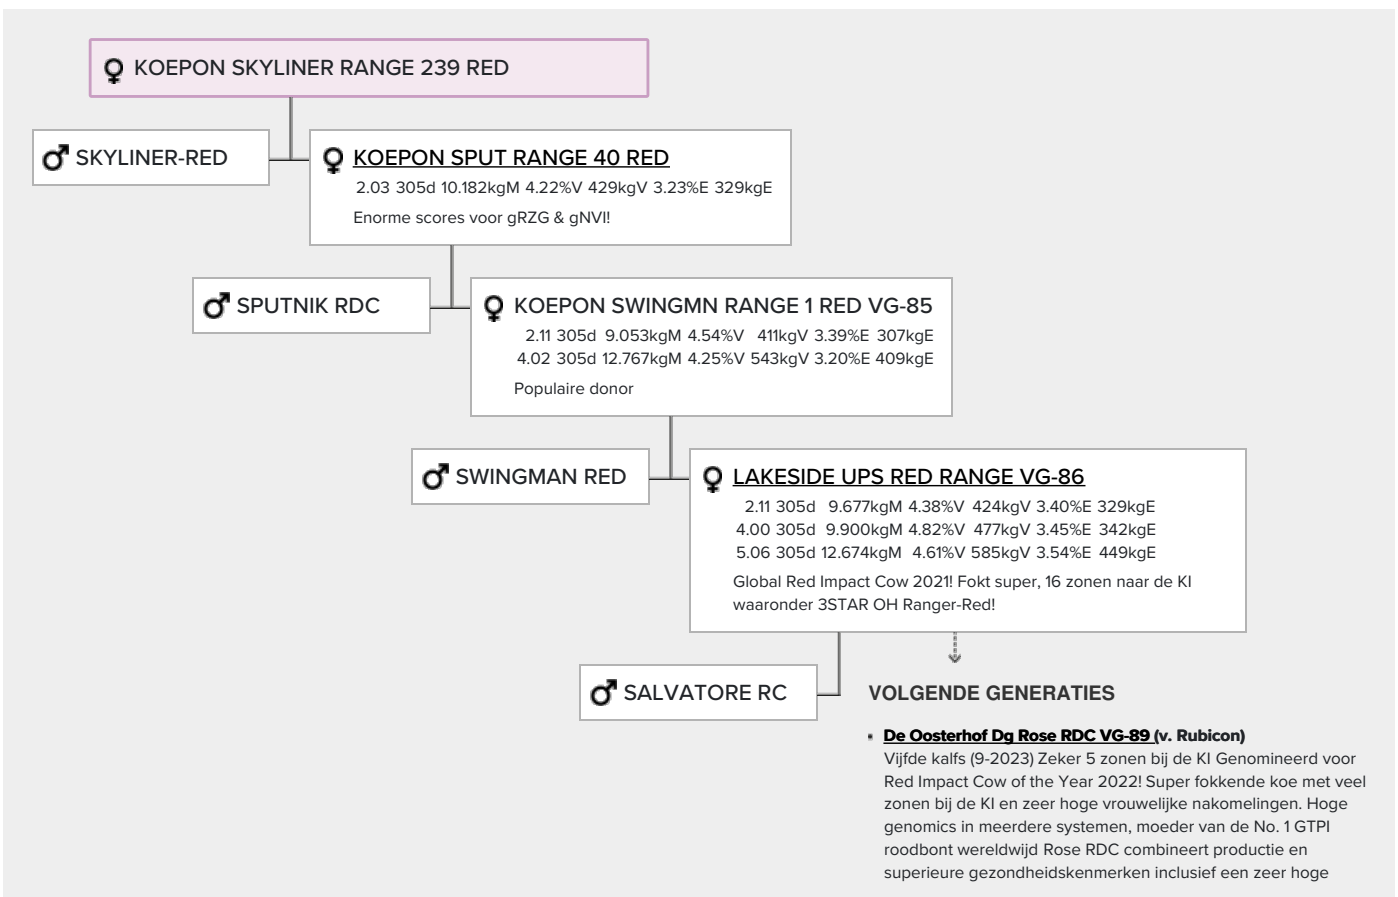 KOEPON SKYLINER RANGE 239 RED
SKYLINER-RED
KOEPON SPUT RANGE 40 RED
2.03 305d 10.182kgM 4.22%V 429kgV 3.23%E 329kgE
Enorme scores voor gRZG & gNVI!
SPUTNIK RDC
KOEPON SWINGMN RANGE 1 RED VG-85
2.11 305d 9.053kgM 4.54%V 411kgV 3.39%E 307kgE
4.02 305d 12.767kgM 4.25%V 543kgV 3.20%E 409kgE
Populaire donor
SWINGMAN RED
LAKESIDE UPS RED RANGE VG-86
2.11 305d 9.677kgM 4.38%V 424kgV 3.40%E 329kgE
4.00 305d 9.900kgM 4.82%V 477kgV 3.45%E 342kgE
5.06 305d 12.674kgM 4.61%V 585kgV 3.54%E 449kgE
Global Red Impact Cow 2021! Fokt super, 16 zonen naar de KI
waaronder 3STAR OH Ranger-Red!
SALVATORE RC
VOLGENDE GENERATIES
De Oosterhof Dg Rose RDC VG-89 (v. Rubicon)
Vijfde kalfs (9-2023) Zeker 5 zonen bij de KI Genomineerd voor
Red Impact Cow of the Year 2022! Super fokkende koe met veel
zonen bij de KI en zeer hoge vrouwelijke nakomelingen. Hoge
genomics in meerdere systemen, moeder van de No. 1 GTPI
roodbont wereldwijd Rose RDC combineert productie en
superieure gezondheidskenmerken inclusief een zeer hoge